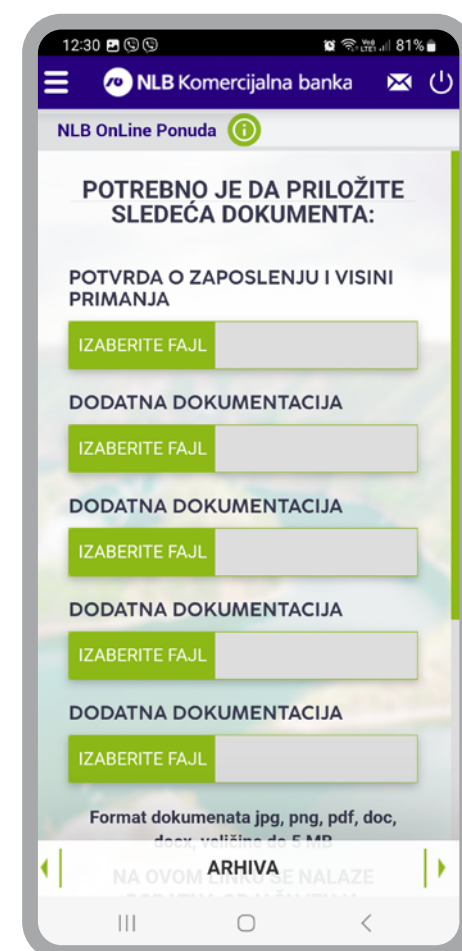 12:30 81%
NLB Komercijalna banka
NLB OnLine Ponuda
POTREBNO JE DA PRILOŽITE
SLEDEĆA DOKUMENTA:
POTVRDA O ZAPOSLENJU I VISINI
PRIMANJA
IZABERITE FAJL
DODATNA DOKUMENTACIJA
IZABERITE FAJL
DODATNA DOKUMENTACIJA
IZABERITE FAJL
DODATNA DOKUMENTACIJA
IZABERITE FAJL
DODATNA DOKUMENTACIJA
IZABERITE FAJL
Format dokumenata jpg, png, pdf, doc,
docx, veličine do 5 MB
ARHIVA
NA OVOM LINKU SE NALAZE